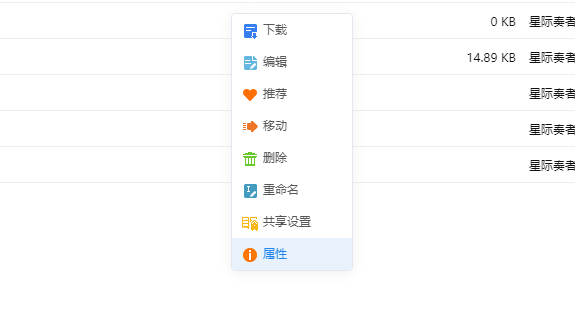 下载
0 KB 星际奏者
编辑
14.89 KB 星际奏者
推荐
星际奏者
移动
星际奏者
删除
星际奏者
重命名
共享设置
属性